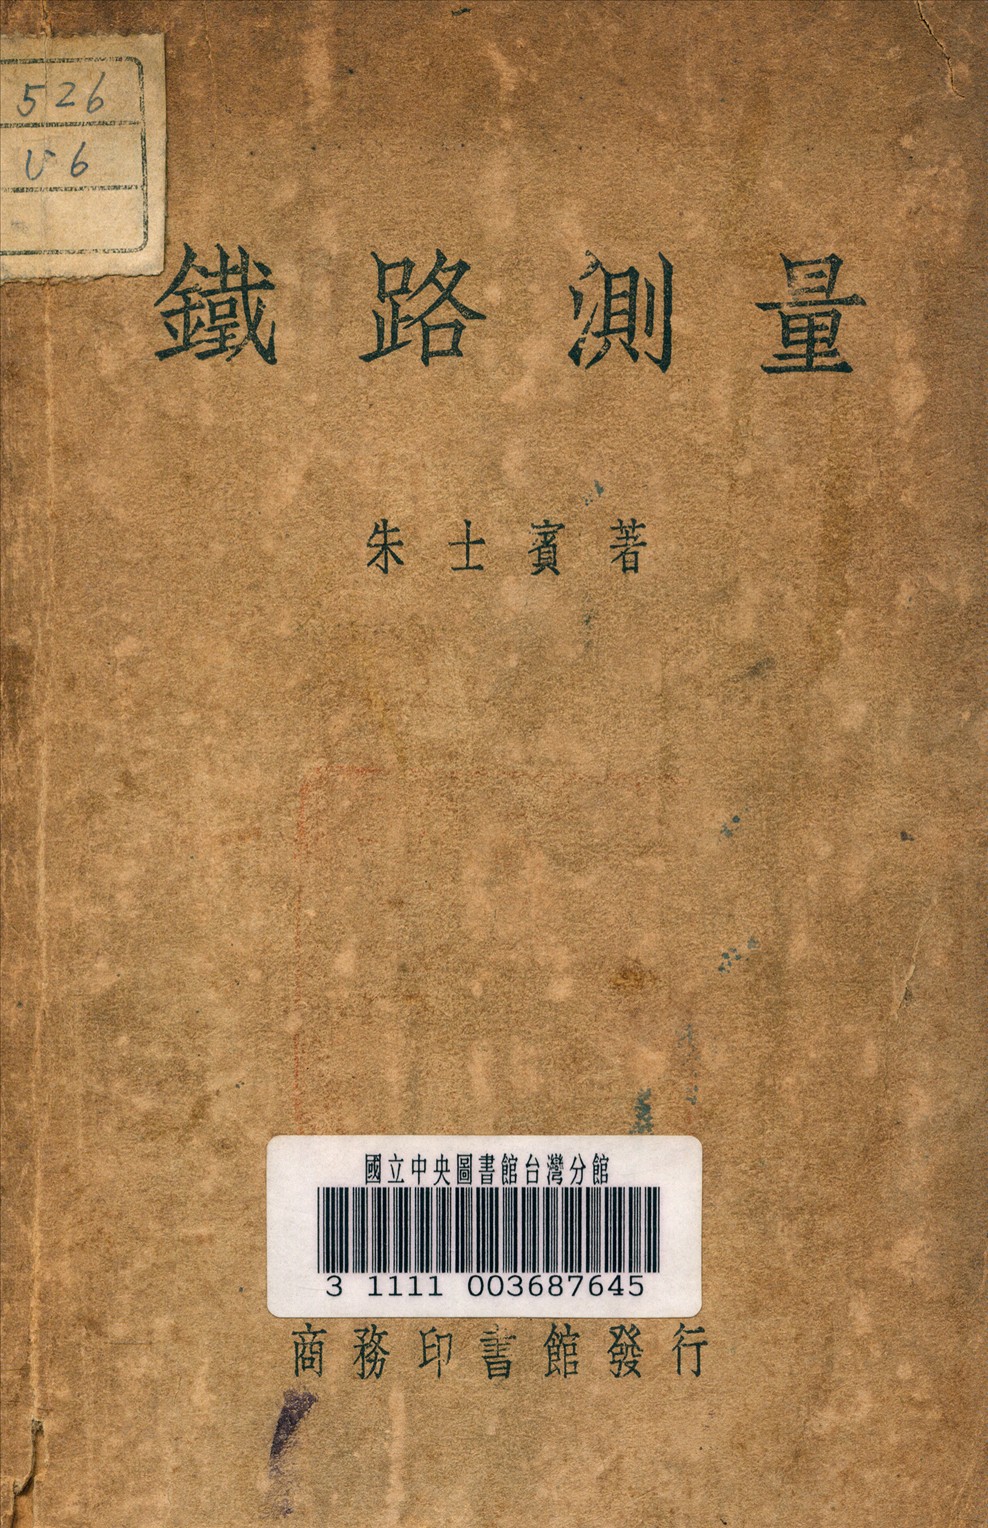 526
U6
鐵路測量
朱士賓著
國立中央圖書館台灣分館
3 1111 003687645
商務印書館發行